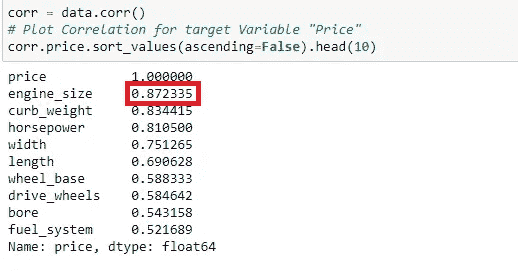 corr = data.corr()
# Plot Correlation for target Variable "Price"
corr.price.sort_values(ascending=False).head(10)
price 1.000000
engine_size 0.872335
curb_weight 0.834415
horsepower 0.810500
width 0.751265
length 0.690628
wheel_base 0.588333
drive_wheels 0.584642
bore 0.543158
fuel_system 0.521689
Name: price, dtype: float64